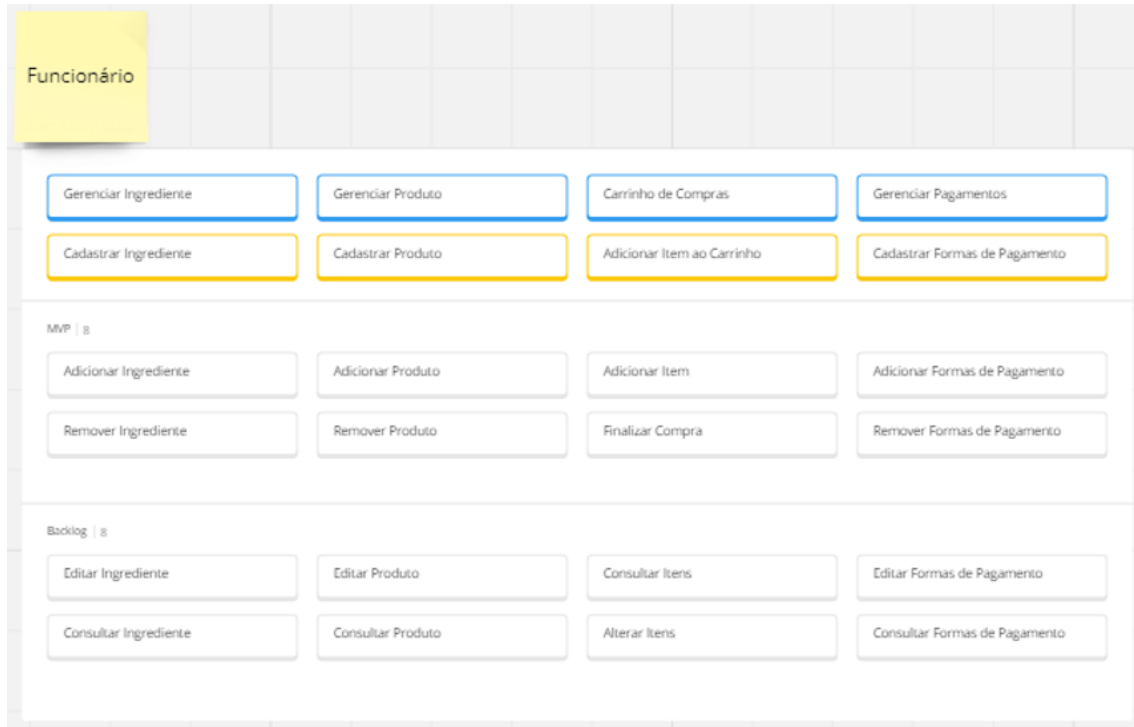 Funcionário
Gerenciar Ingrediente
Gerenciar Produto
Carrinho de Compras
Gerenciar Pagamentos
Cadastrar Ingrediente
Cadastrar Produto
Adicionar Item ao Carrinho
Cadastrar Formas de Pagamento
MVP | 8
Adicionar Ingrediente
Adicionar Produto
Adicionar Item
Adicionar Formas de Pagamento
Remover Ingrediente
Remover Produto
Finalizar Compra
Remover Formas de Pagamento
Backlog | 8
Editar Ingrediente
Editar Produto
Consultar Itens
Editar Formas de Pagamento
Consultar Ingrediente
Consultar Produto
Alterar Itens
Consultar Formas de Pagamento